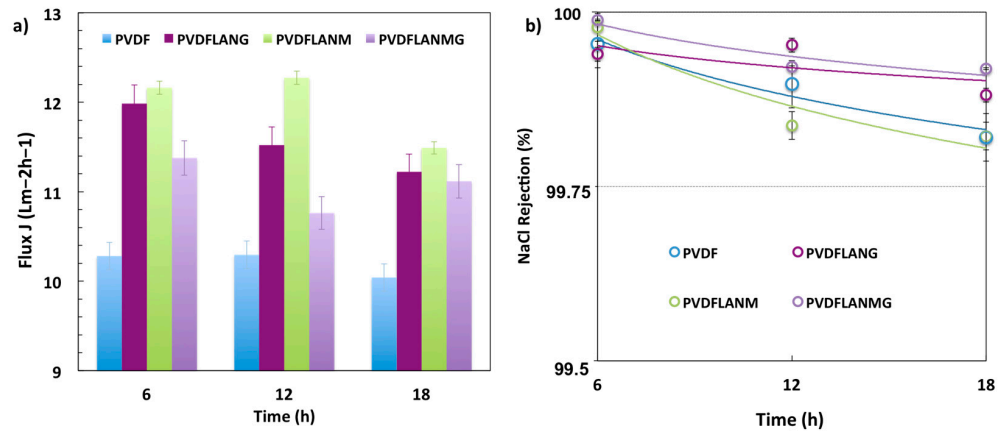 a)
PVDF PVDFLANG PVDFLANM PVDFLANMG
13
12
11
10
9
Flux J (Lm−2h−1)
6 12 18
Time (h)
b)
100
99.75
99.5
NaCl Rejection (%)
PVDF PVDFLANG
PVDFLANM PVDFLANMG
6 12 18
Time (h)